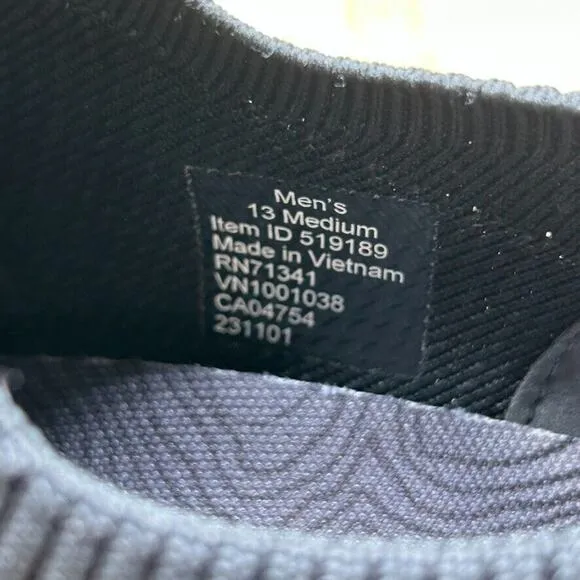 Men's
13 Medium
Item ID 519189
Made in Vietnam
RN71341
VN1001038
CA04754
231101